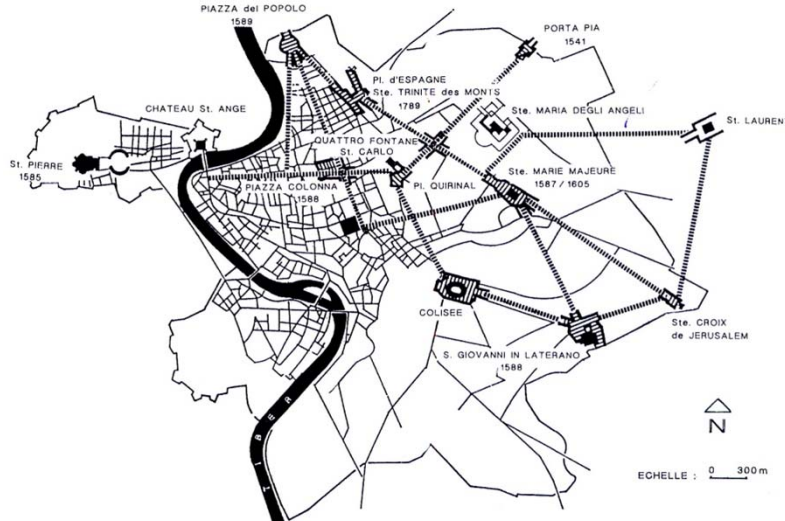 PIAZZA del POPOLO
1589
PORTA PIA
1541
PL. d'ESPAGNE
Ste. TRINITE des MONTS
1789
CHATEAU St. ANGE
Ste. MARIA DEGLI ANGELI
St. LAUREN
QUATTRO FONTANE
St. CARLO
St. PIERRE
1585
Ste. MARIE MAJEURE
1587 / 1605
PIAZZA COLONNA
1588
PL. QUIRINAL
COLISEE
Ste. CROIX
de JERUSALEM
S. GIOVANNI IN LATERANO
1588
TIBER
N
ECHELLE : 0 300m